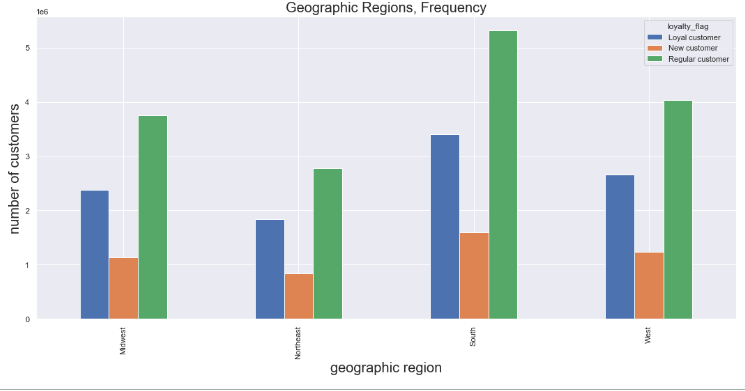 Geographic Regions, Frequency
1e6
loyalty_flag
Loyal customer
New customer
Regular customer
5
4
3
2
1
0
number of customers
Midwest
Northeast
South
West
geographic region